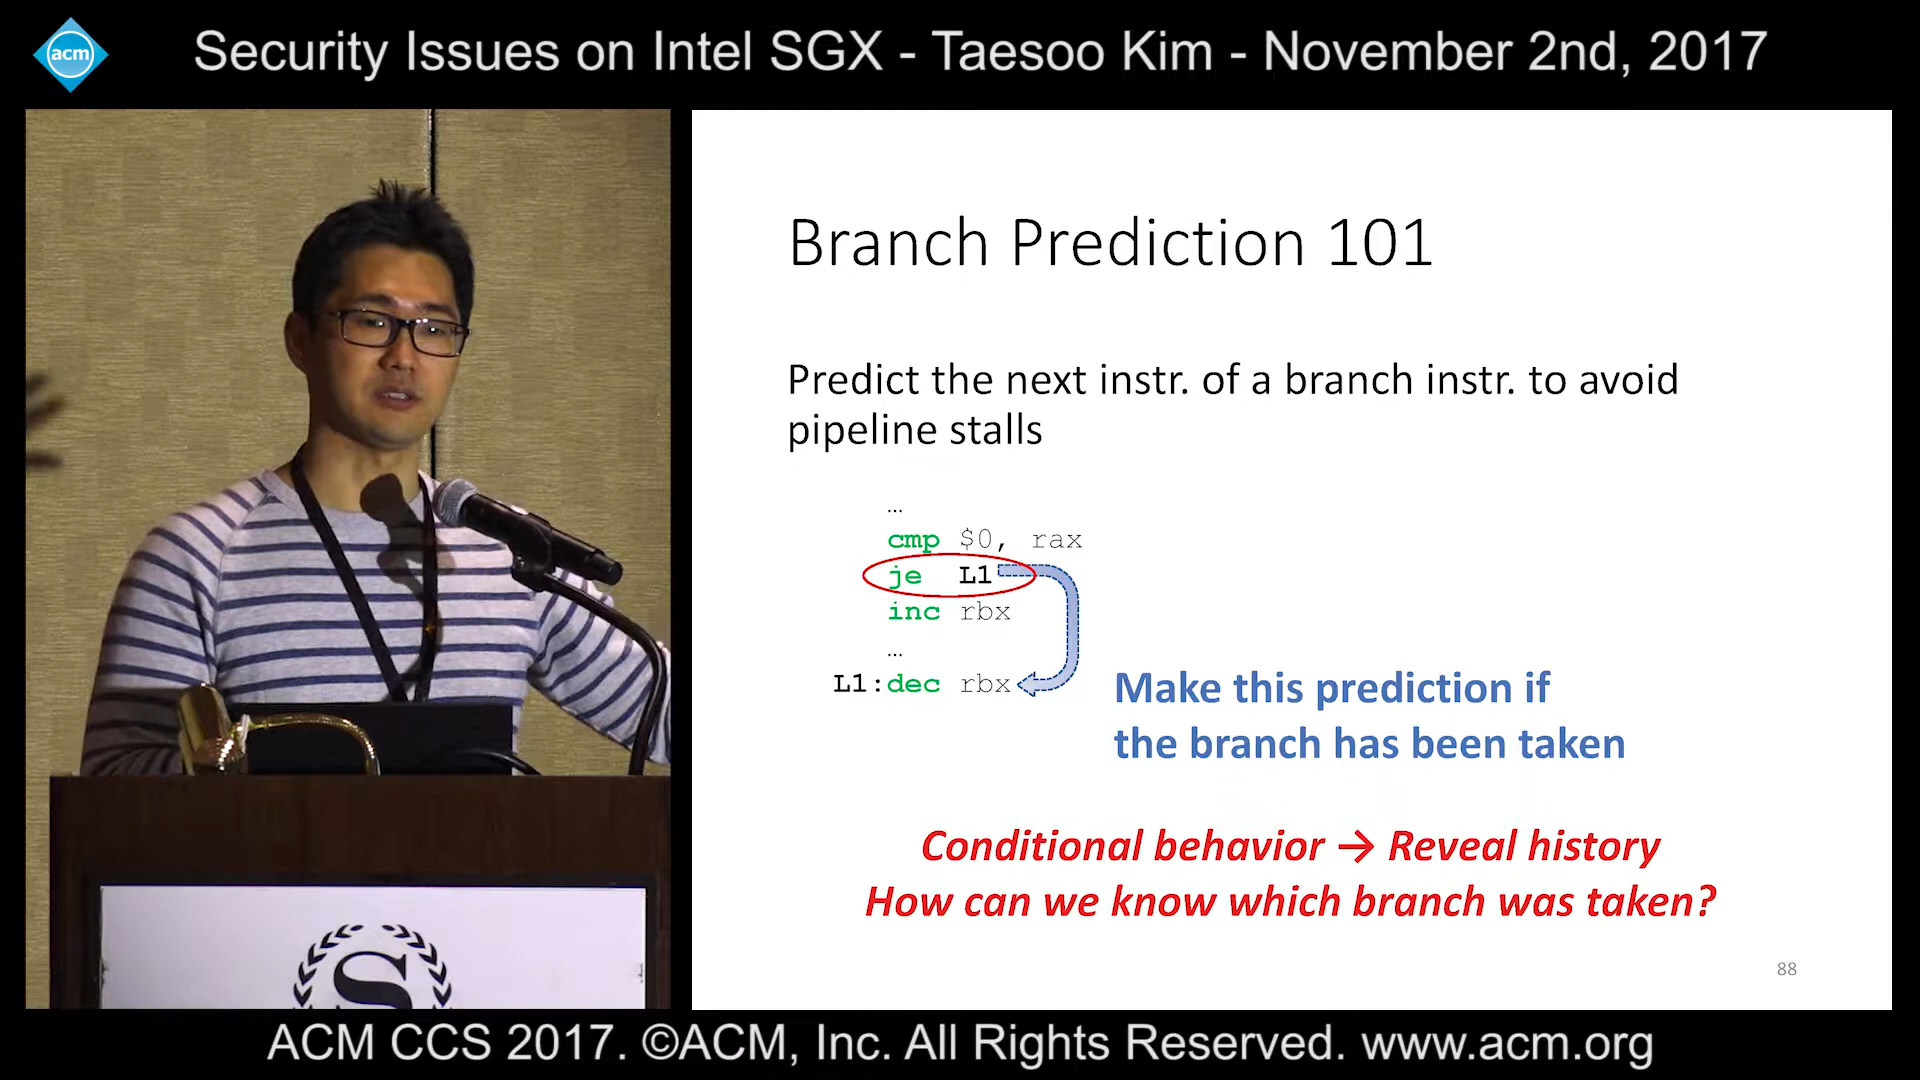 acm
Security Issues on Intel SGX - Taesoo Kim - November 2nd, 2017
Branch Prediction 101
Predict the next instr. of a branch instr. to avoid
pipeline stalls
…
cmp $0, rax
je L1
inc rbx
…
L1:dec rbx
Make this prediction if
the branch has been taken
Conditional behavior → Reveal history
How can we know which branch was taken?
88
S
ACM CCS 2017. ©ACM, Inc. All Rights Reserved. www.acm.org